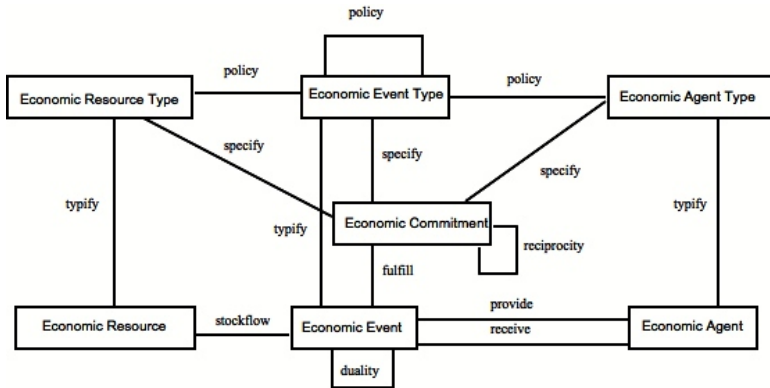 policy
policy
policy
Economic Resource Type
Economic Event Type
Economic Agent Type
specify
specify
specify
typify
typify
typify
Economic Commitment
reciprocity
fulfill
provide
stockflow
receive
Economic Resource
Economic Event
Economic Agent
duality